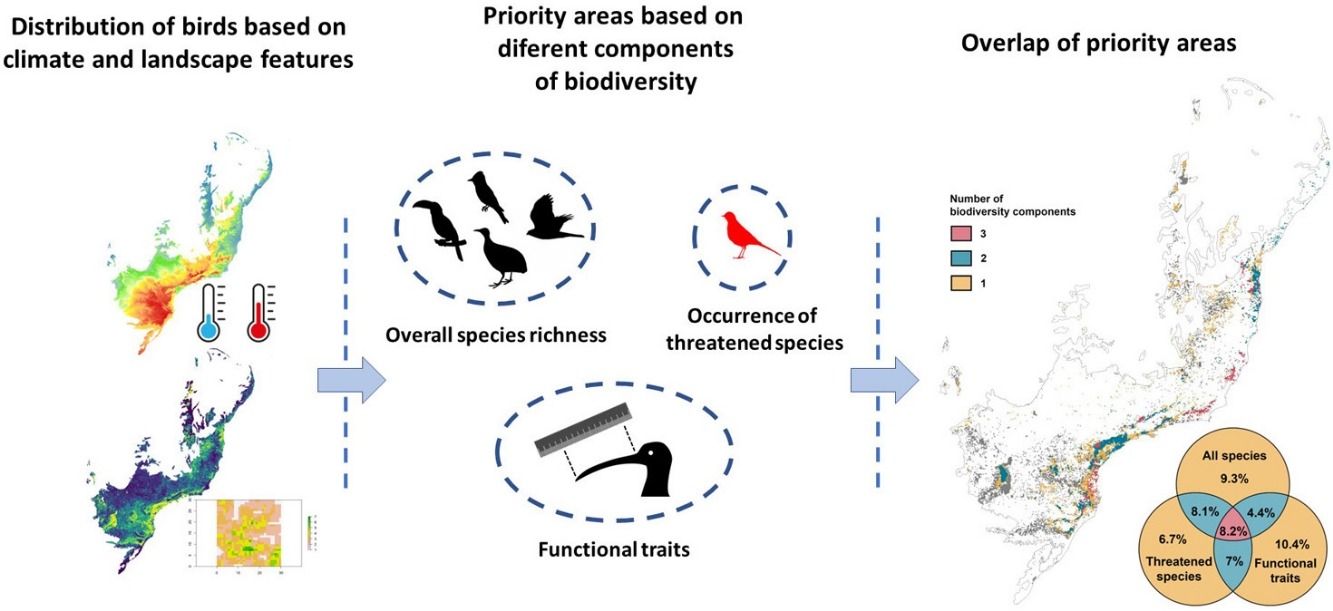 Distribution of birds based on
climate and landscape features
Priority areas based on
diferent components
of biodiversity
Overlap of priority areas
Overall species richness
Occurrence of
threatened species
Functional traits
Number of
biodiversity components
3
2
1
All species
9.3%
8.1%
4.4%
8.2%
6.7%
10.4%
Threatened
species
7%
Functional
traits